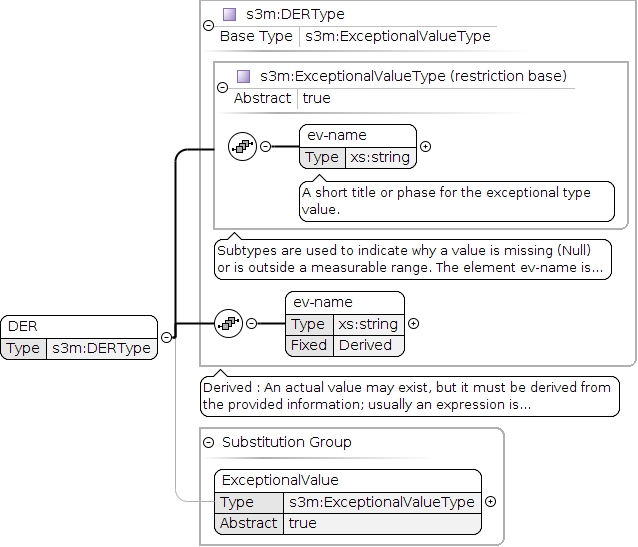 s3m:DERType
Base Type s3m:ExceptionalValueType
s3m:ExceptionalValueType (restriction base)
Abstract true
ev-name
Type xs:string
A short title or phase for the exceptional type
value.
Subtypes are used to indicate why a value is missing (Null)
or is outside a measurable range. The element ev-name is...
ev-name
Type xs:string
Fixed Derived
DER
Type s3m:DERType
Derived : An actual value may exist, but it must be derived from
the provided information; usually an expression is...
Substitution Group
ExceptionalValue
Type s3m:ExceptionalValueType
Abstract true